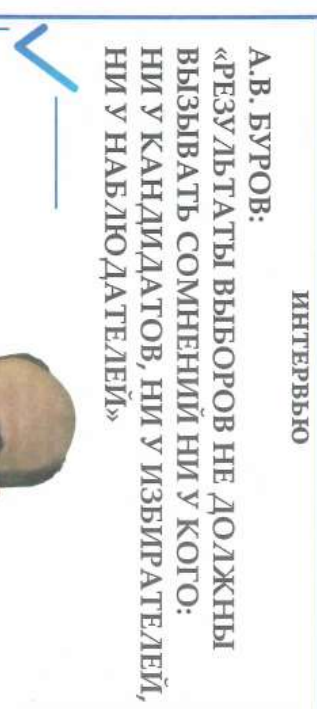 ИНТЕРВЬЮ
А.В. БУРОВ:
«РЕЗУЛЬТАТЫ ВЫБОРОВ НЕ ДОЛЖНЫ
ВЫЗЫВАТЬ СОМНЕНИЙ НИ У КОГО:
НИ У КАНДИДАТОВ, НИ У ИЗБИРАТЕЛЕЙ,
НИ У НАБЛЮДАТЕЛЕЙ»